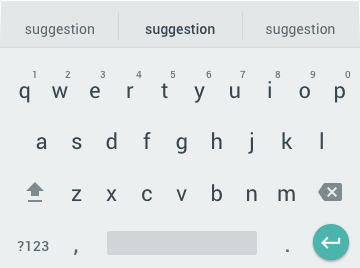 suggestion suggestion suggestion
1 2 3 4 5 6 7 8 9 0
q w e r t y u i o p
a s d f g h j k l
z x c v b n m
?123 , .